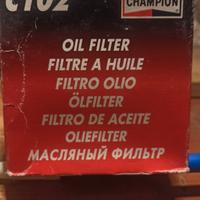 C102
CHAMPION
OIL FILTER
FILTRE A HUILE
FILTRO OLIO
ÖLFILTER
FILTRO DE ACEITE
OLIEFILTER
МАСЛЯНЫЙ ФИЛЬТР